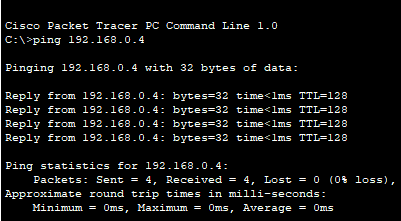 Cisco Packet Tracer PC Command Line 1.0
C:\>ping 192.168.0.4
Pinging 192.168.0.4 with 32 bytes of data:
Reply from 192.168.0.4: bytes=32 time<1ms TTL=128
Reply from 192.168.0.4: bytes=32 time<1ms TTL=128
Reply from 192.168.0.4: bytes=32 time<1ms TTL=128
Reply from 192.168.0.4: bytes=32 time<1ms TTL=128
Ping statistics for 192.168.0.4:
    Packets: Sent = 4, Received = 4, Lost = 0 (0% loss),
Approximate round trip times in milli-seconds:
    Minimum = 0ms, Maximum = 0ms, Average = 0ms